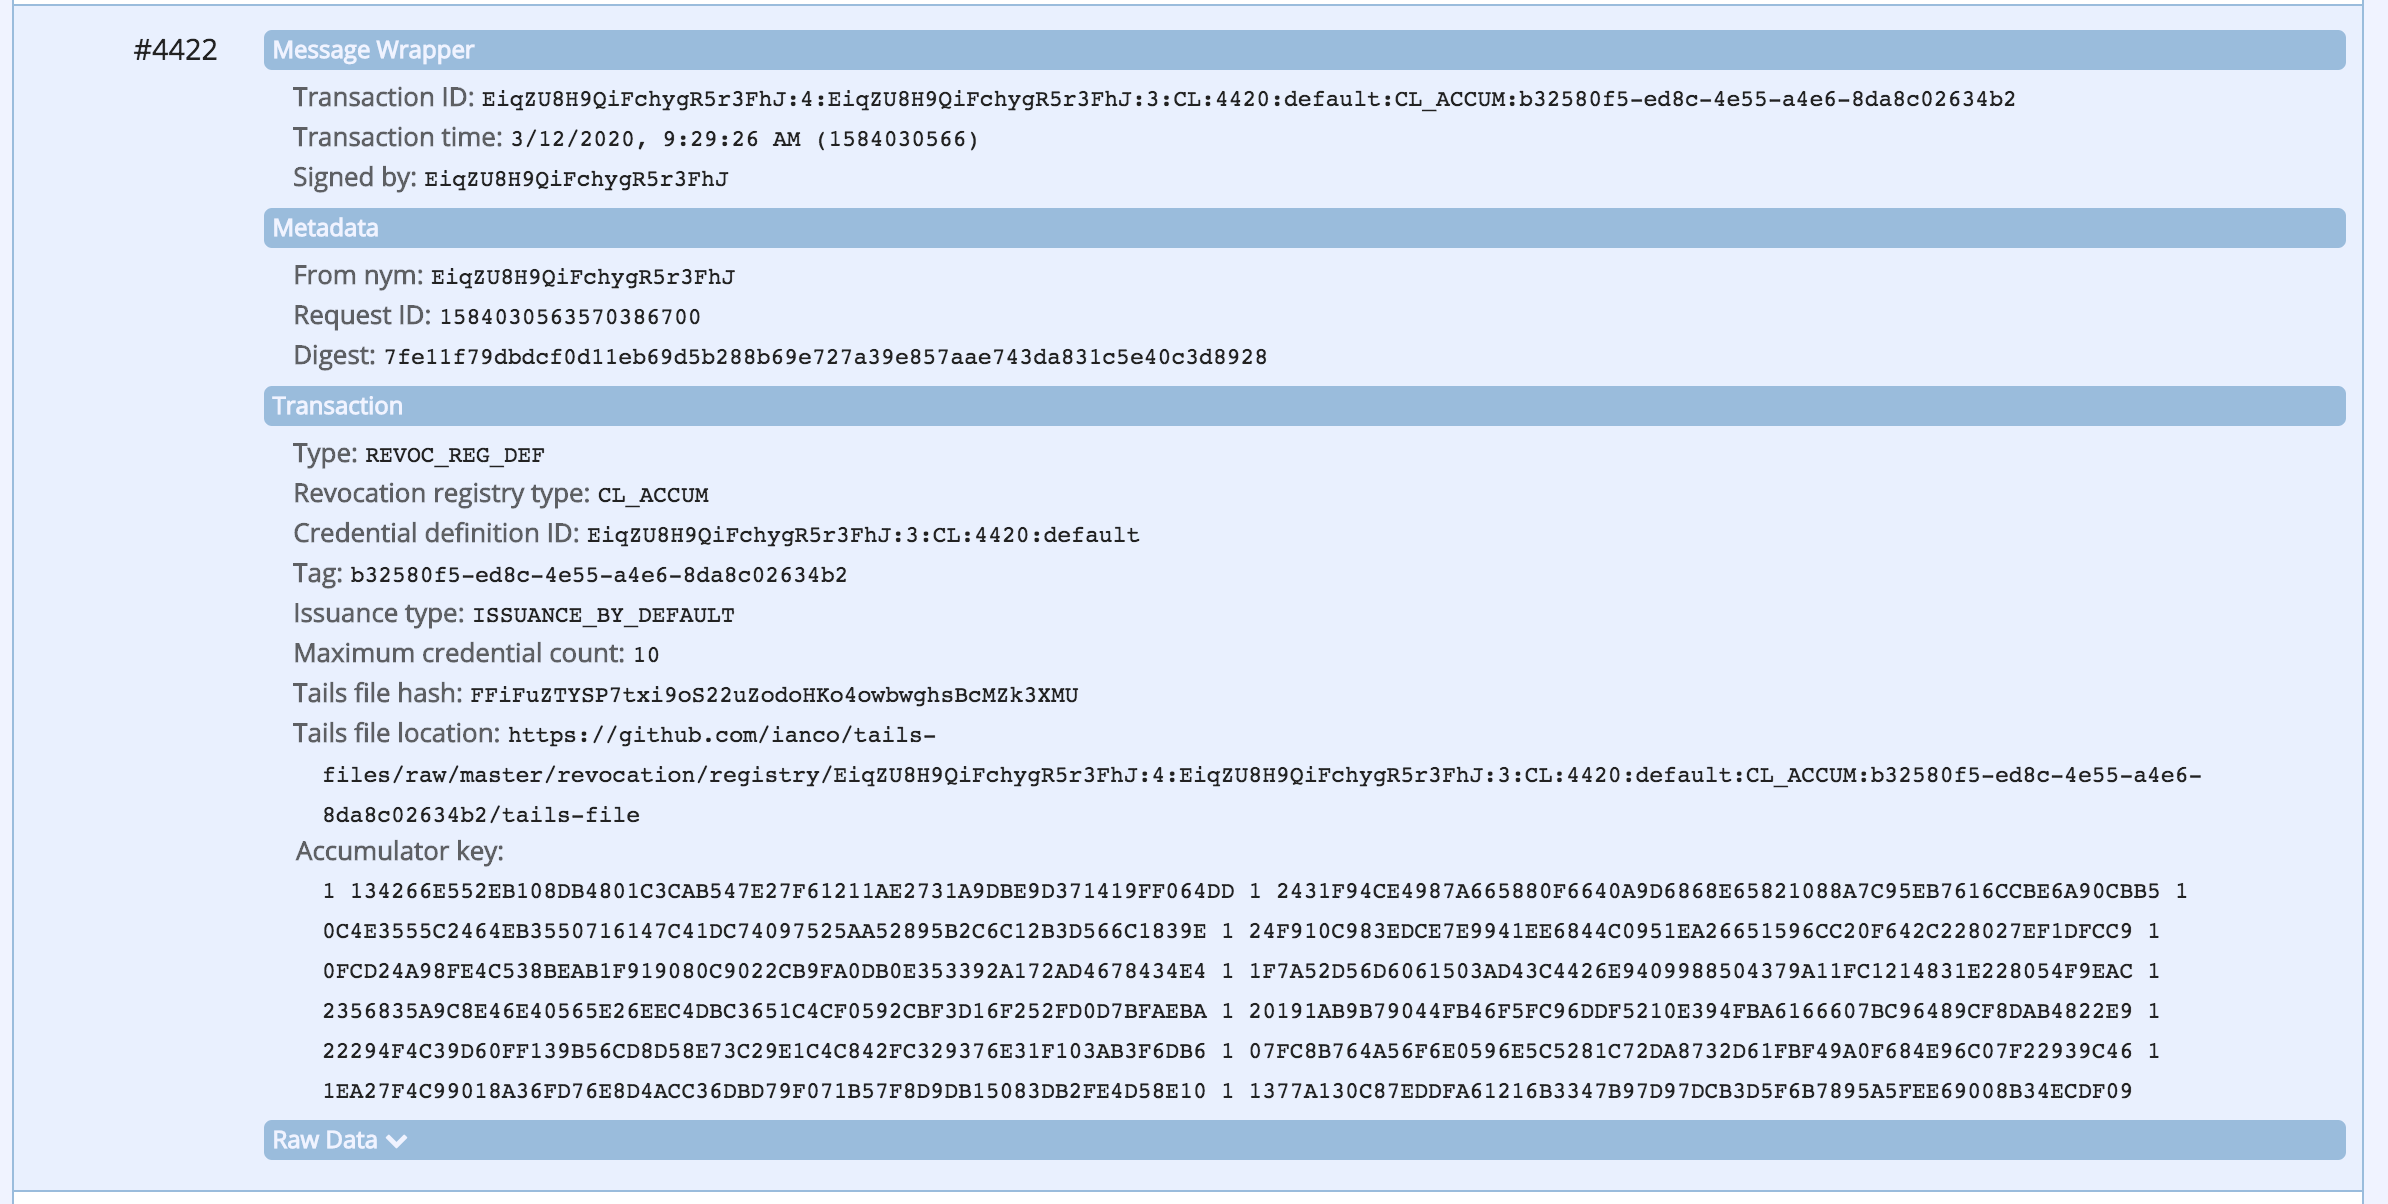 #4422
Message Wrapper
Transaction ID: EiqZU8H9QiFchygR5r3FhJ:4:EiqZU8H9QiFchygR5r3FhJ:3:CL:4420:default:CL_ACCUM:b32580f5-ed8c-4e55-a4e6-8da8c02634b2
Transaction time: 3/12/2020, 9:29:26 AM (1584030566)
Signed by: EiqZU8H9QiFchygR5r3FhJ
Metadata
From nym: EiqZU8H9QiFchygR5r3FhJ
Request ID: 1584030563570386700
Digest: 7fe11f79dbdcf0d11eb69d5b288b69e727a39e857aae743da831c5e40c3d8928
Transaction
Type: REVOC_REG_DEF
Revocation registry type: CL_ACCUM
Credential definition ID: EiqZU8H9QiFchygR5r3FhJ:3:CL:4420:default
Tag: b32580f5-ed8c-4e55-a4e6-8da8c02634b2
Issuance type: ISSUANCE_BY_DEFAULT
Maximum credential count: 10
Tails file hash: FFiFuZTYSP7txi9oS22uZodoHKo4owbwghsBcMZk3XMU
Tails file location: https://github.com/ianco/tails-
files/raw/master/revocation/registry/EiqZU8H9QiFchygR5r3FhJ:4:EiqZU8H9QiFchygR5r3FhJ:3:CL:4420:default:CL_ACCUM:b32580f5-ed8c-4e55-a4e6-
8da8c02634b2/tails-file
Accumulator key:
1 134266E552EB108DB4801C3CAB547E27F61211AE2731A9DBE9D371419FF064DD 1 2431F94CE4987A665880F6640A9D6868E65821088A7C95EB7616CCBE6A90CBB5 1
0C4E3555C2464EB3550716147C41DC74097525AA52895B2C6C12B3D566C1839E 1 24F910C983EDCE7E9941EE6844C0951EA26651596CC20F642C228027EF1DFCC9 1
0FCD24A98FE4C538BEAB1F919080C9022CB9FA0DB0E353392A172AD4678434E4 1 1F7A52D56D6061503AD43C4426E9409988504379A11FC1214831E228054F9EAC 1
2356835A9C8E46E40565E26EEC4DBC3651C4CF0592CBF3D16F252FD0D7BFAEBA 1 20191AB9B79044FB46F5FC96DDF5210E394FBA6166607BC96489CF8DAB4822E9 1
22294F4C39D60FF139B56CD8D58E73C29E1C4C842FC329376E31F103AB3F6DB6 1 07FC8B764A56F6E0596E5C5281C72DA8732D61FBF49A0F684E96C07F22939C46 1
1EA27F4C99018A36FD76E8D4ACC36DBD79F071B57F8D9DB15083DB2FE4D58E10 1 1377A130C87EDDFA61216B3347B97D97DCB3D5F6B7895A5FEE69008B34ECDF09
Raw Data